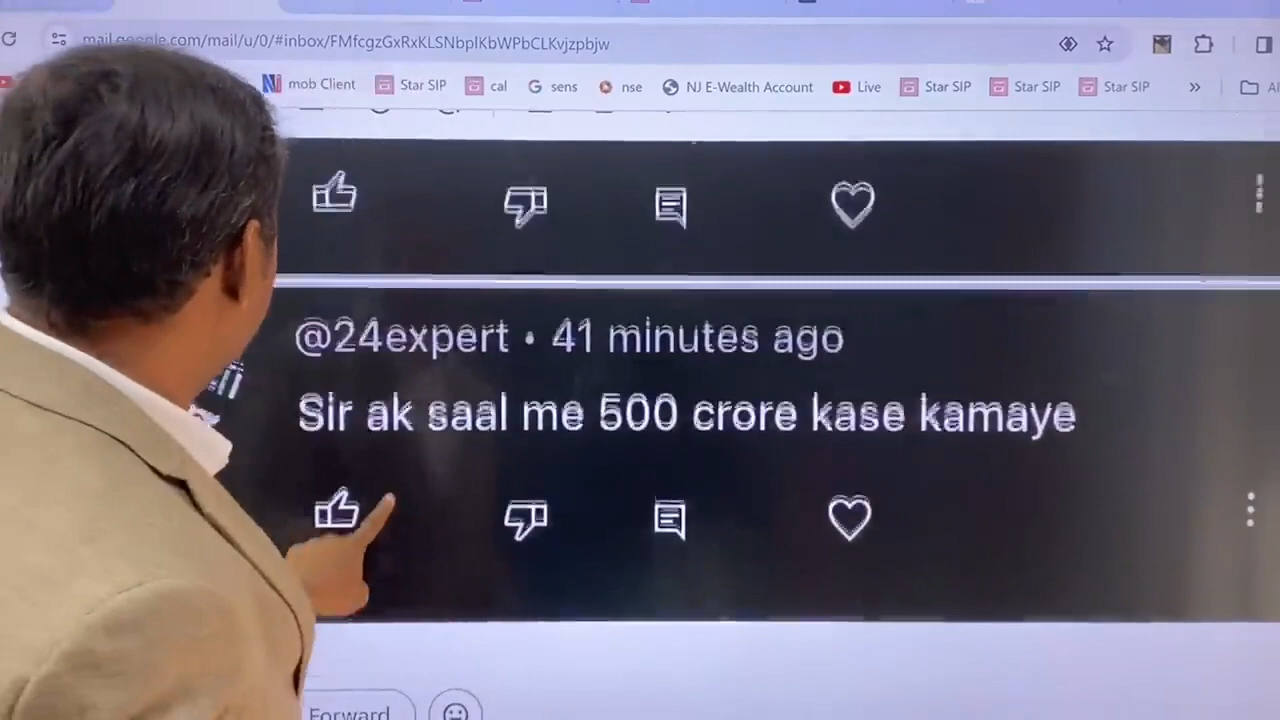 mail.google.com/mail/u/0/#inbox/FMfcgzGxRxKLSNbplKbWPbCLKvjzpbjw
mob Client Star SIP cal sens nse NJ E-Wealth Account Live Star SIP Star SIP Star SIP »
@24expert • 41 minutes ago
Sir ak saal me 500 crore kase kamaye
Forward